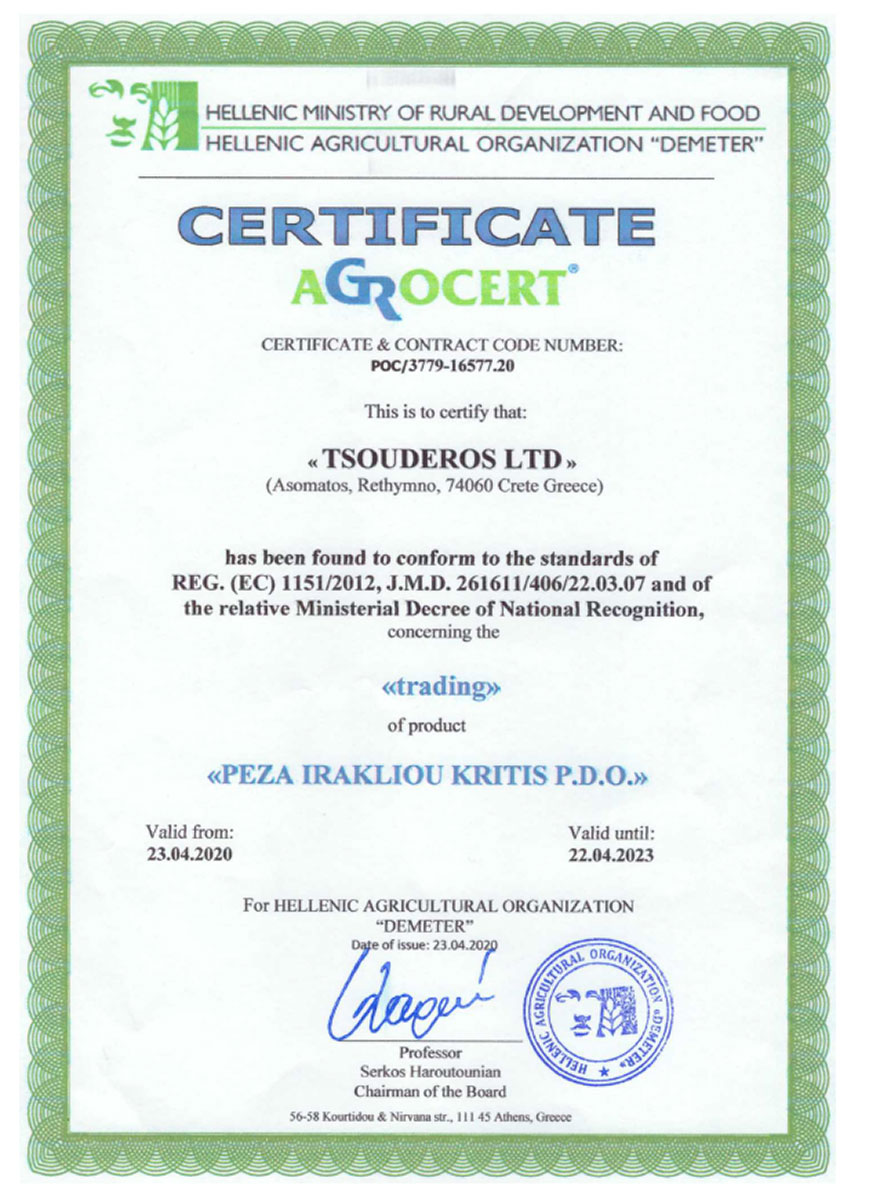 HELLENIC MINISTRY OF RURAL DEVELOPMENT AND FOOD
HELLENIC AGRICULTURAL ORGANIZATION “DEMETER”
CERTIFICATE
AGROCERT®
CERTIFICATE & CONTRACT CODE NUMBER:
POC/3779-16577.20
This is to certify that:
«TSOUDEROS LTD»
(Asomatos, Rethymno, 74060 Crete Greece)
has been found to conform to the standards of
REG. (EC) 1151/2012, J.M.D. 261611/406/22.03.07 and of
the relative Ministerial Decree of National Recognition,
concerning the
«trading»
of product
«PEZA IRAKLIOU KRITIS P.D.O.»
Valid from:
23.04.2020
Valid until:
22.04.2023
For HELLENIC AGRICULTURAL ORGANIZATION
“DEMETER”
Date of issue: 23.04.2020
HELLENIC AGRICULTURAL ORGANIZATION «DEMETER»
Professor
Serkos Haroutounian
Chairman of the Board
56-58 Kourtidou & Nirvana str., 111 45 Athens, Greece